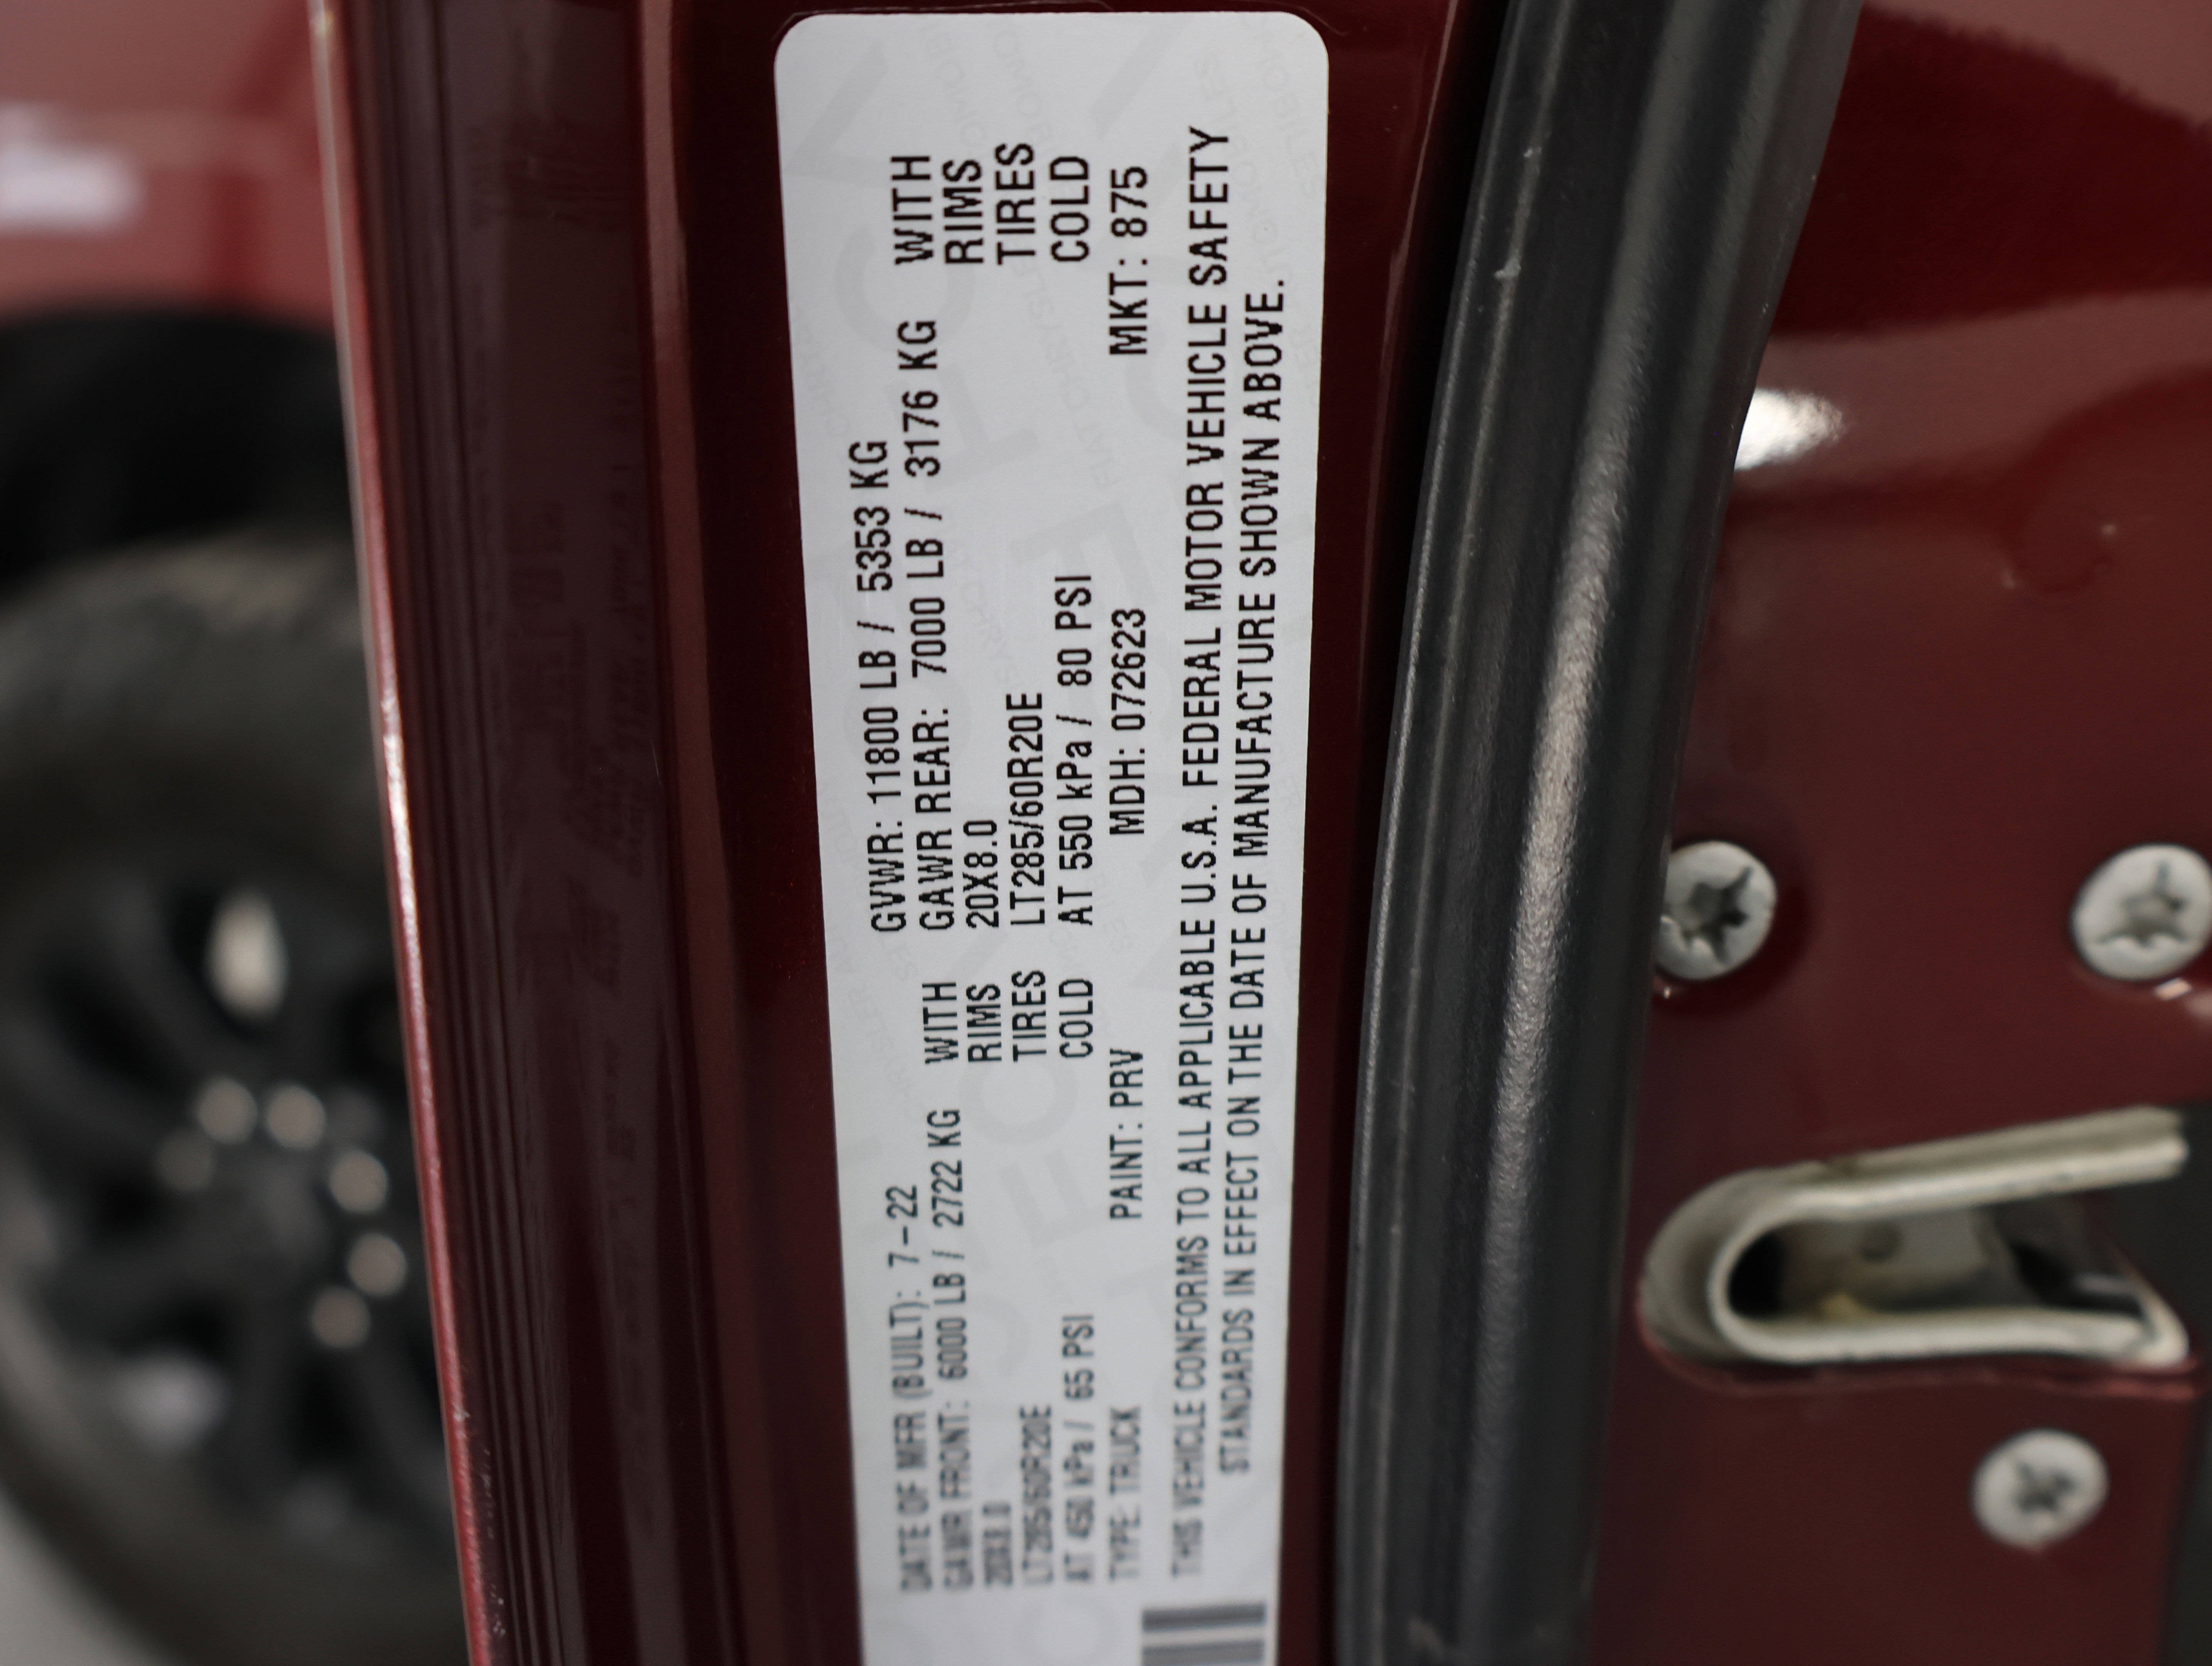 DATE OF MFR (BUILT): 7-22 GVWR: 11800 LB / 5353 KG
GAWR FRONT: 6000 LB / 2722 KG WITH GAWR REAR: 7000 LB / 3176 KG WITH
20X8.0 RIMS 20X8.0 RIMS
LT285/60R20E TIRES LT285/60R20E TIRES
AT 450 kPa / 65 PSI COLD AT 550 kPa / 80 PSI COLD
TYPE: TRUCK PAINT: PRV MDH: 072623 MKT: 875
THIS VEHICLE CONFORMS TO ALL APPLICABLE U.S.A. FEDERAL MOTOR VEHICLE SAFETY
STANDARDS IN EFFECT ON THE DATE OF MANUFACTURE SHOWN ABOVE.